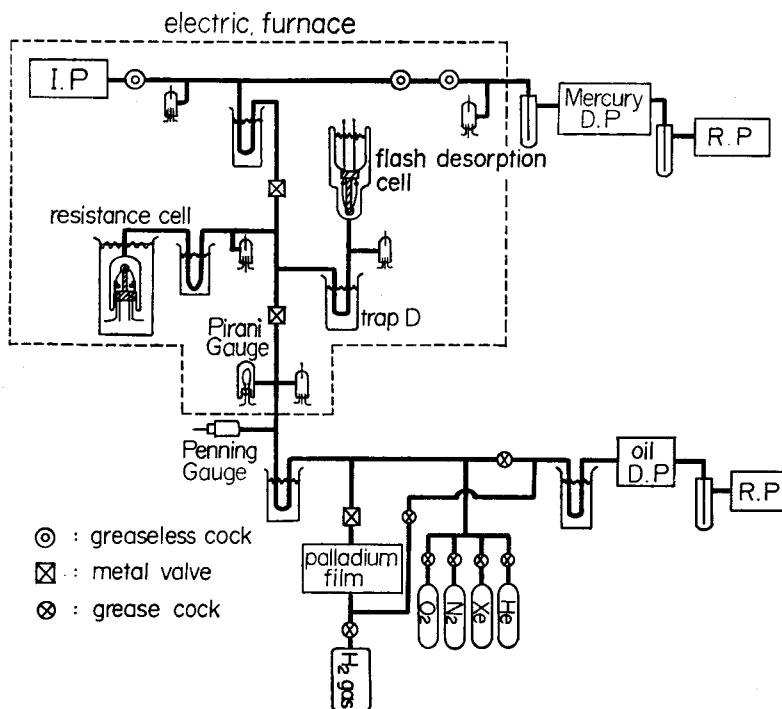 electric, furnace
I.P
Mercury
D.P
R.P
flash desorption
cell
resistance cell
trap D
Pirani
Gauge
Penning
Gauge
oil
D.P
R.P
: greaseless cock
: metal valve
: grease cock
palladium
film
O2
N2
Xe
He
H2 gas